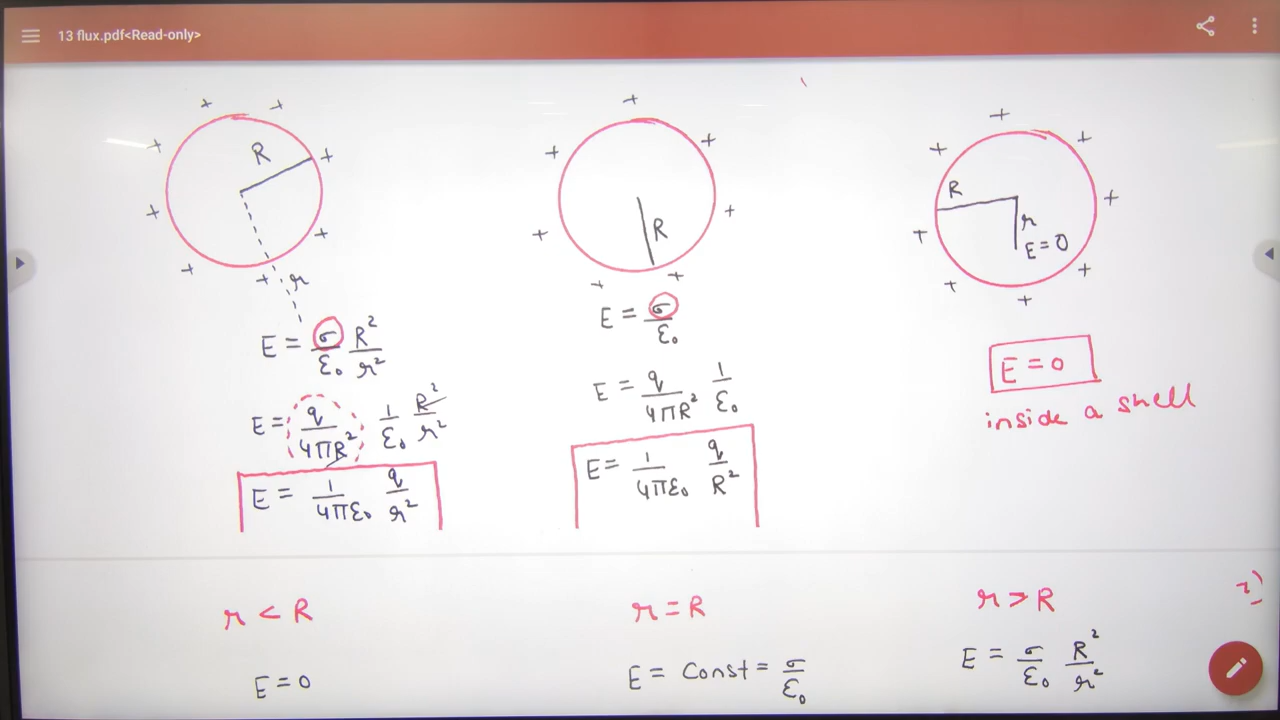 13 flux.pdf<Read-only>
+ + + + + + + + +
R
r
E = σ/ε₀ R²/r²
E = q/4πR² 1/ε₀ R²/r²
E = 1/4πε₀ q/r²
+ + + + + + + +
R
E = σ/ε₀
E = q/4πR² 1/ε₀
E = 1/4πε₀ q/R²
+ + + + + + + +
R
r
E = 0
E = 0
inside a shell
r < R
r = R
r > R
2)
E = 0
E = Const = σ/ε₀
E = σ/ε₀ R²/r²